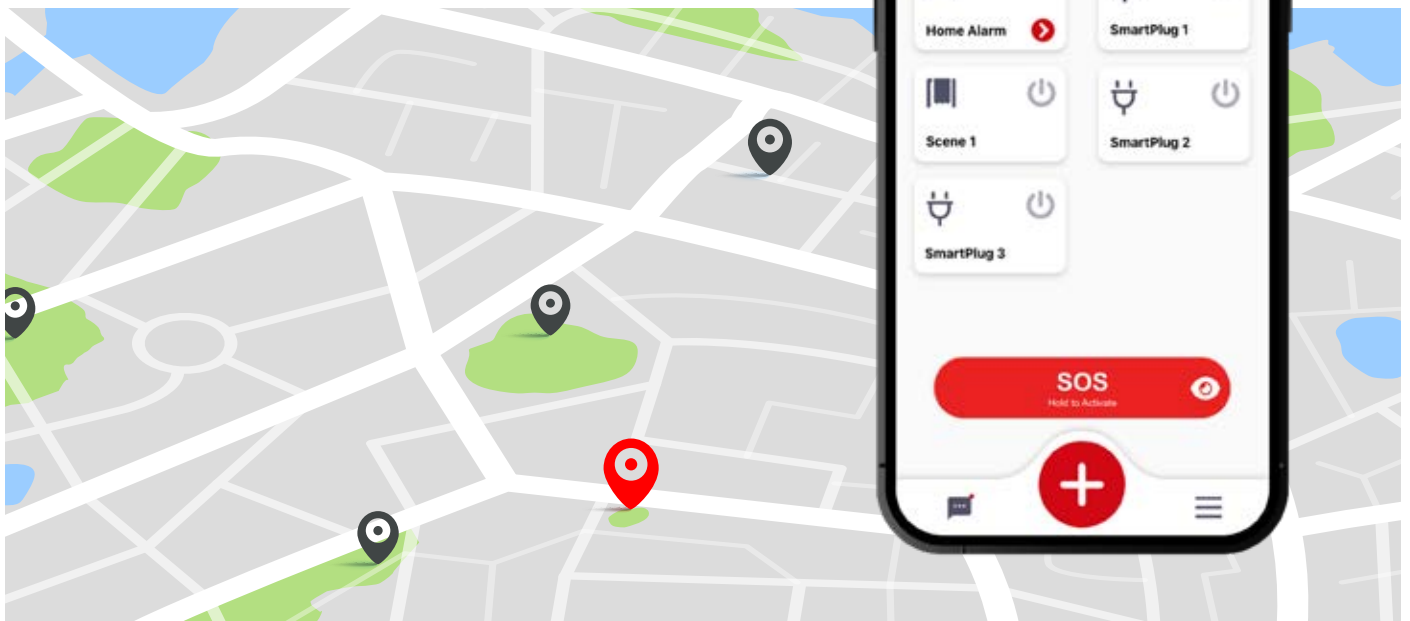 Home Alarm
SmartPlug 1
Scene 1
SmartPlug 2
SmartPlug 3
SOS
Hold to Activate